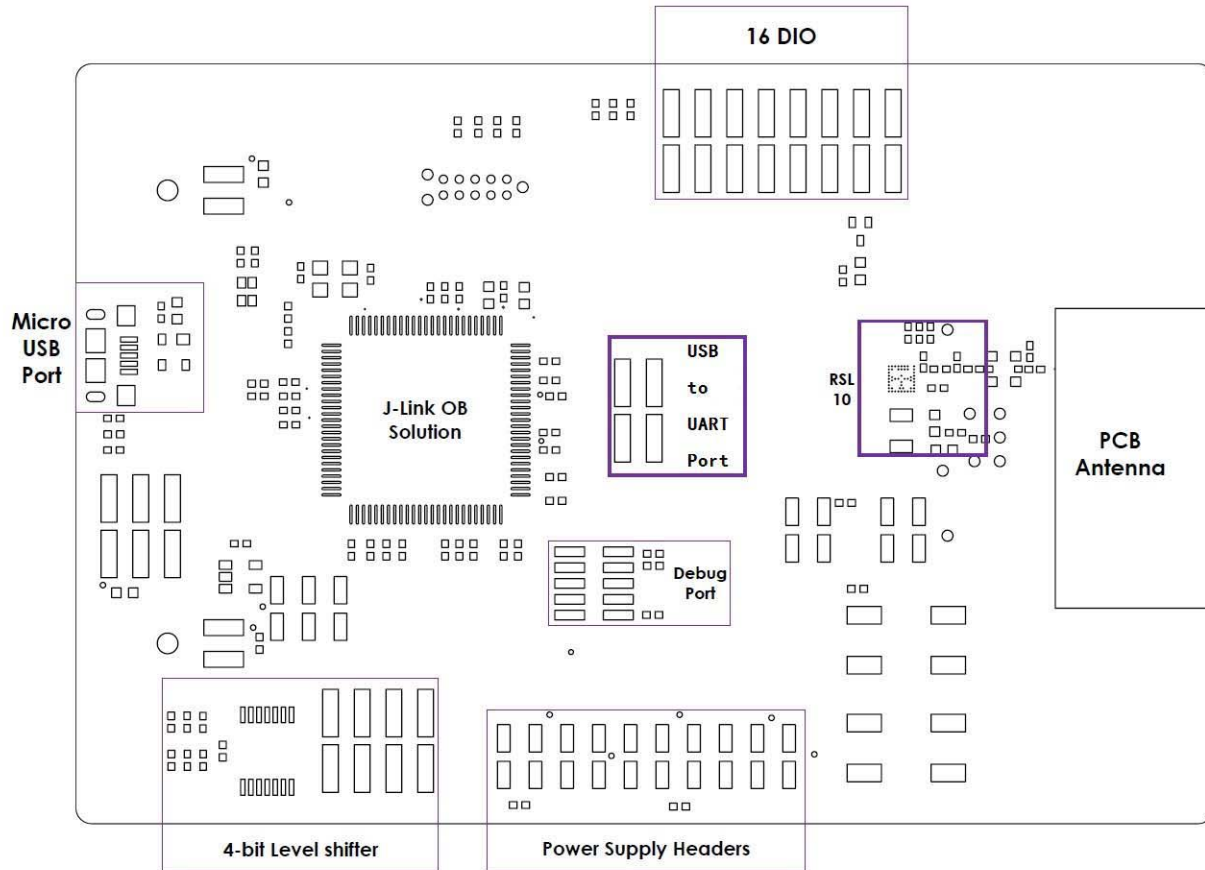 16 DIO
Micro
USB
Port
J-Link OB
Solution
USB
to
UART
Port
RSL
10
PCB
Antenna
Debug
Port
4-bit Level shifter
Power Supply Headers